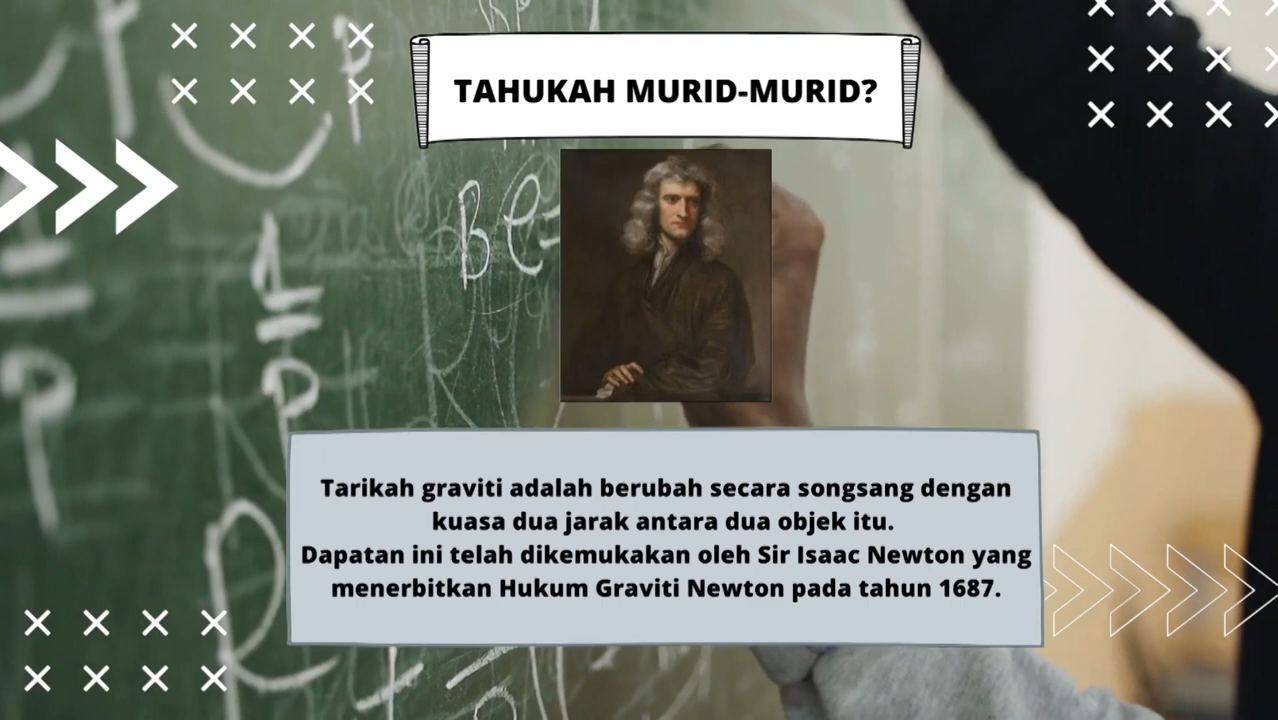 TAHUKAH MURID-MURID?
Tarikah graviti adalah berubah secara songsang dengan
kuasa dua jarak antara dua objek itu.
Dapatan ini telah dikemukakan oleh Sir Isaac Newton yang
menerbitkan Hukum Graviti Newton pada tahun 1687.